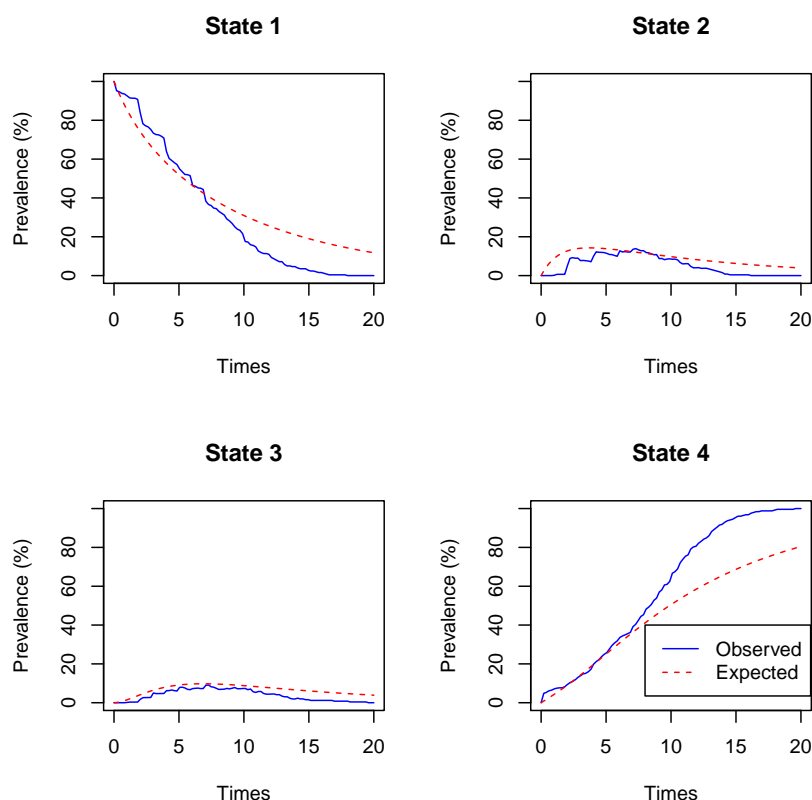 State 1
Prevalence (%)
0 20 40 60 80
0 5 10 15 20
Times
State 2
Prevalence (%)
0 20 40 60 80
0 5 10 15 20
Times
State 3
Prevalence (%)
0 20 40 60 80
0 5 10 15 20
Times
State 4
Prevalence (%)
0 20 40 60 80
0 5 10 15 20
Times
Observed
Expected